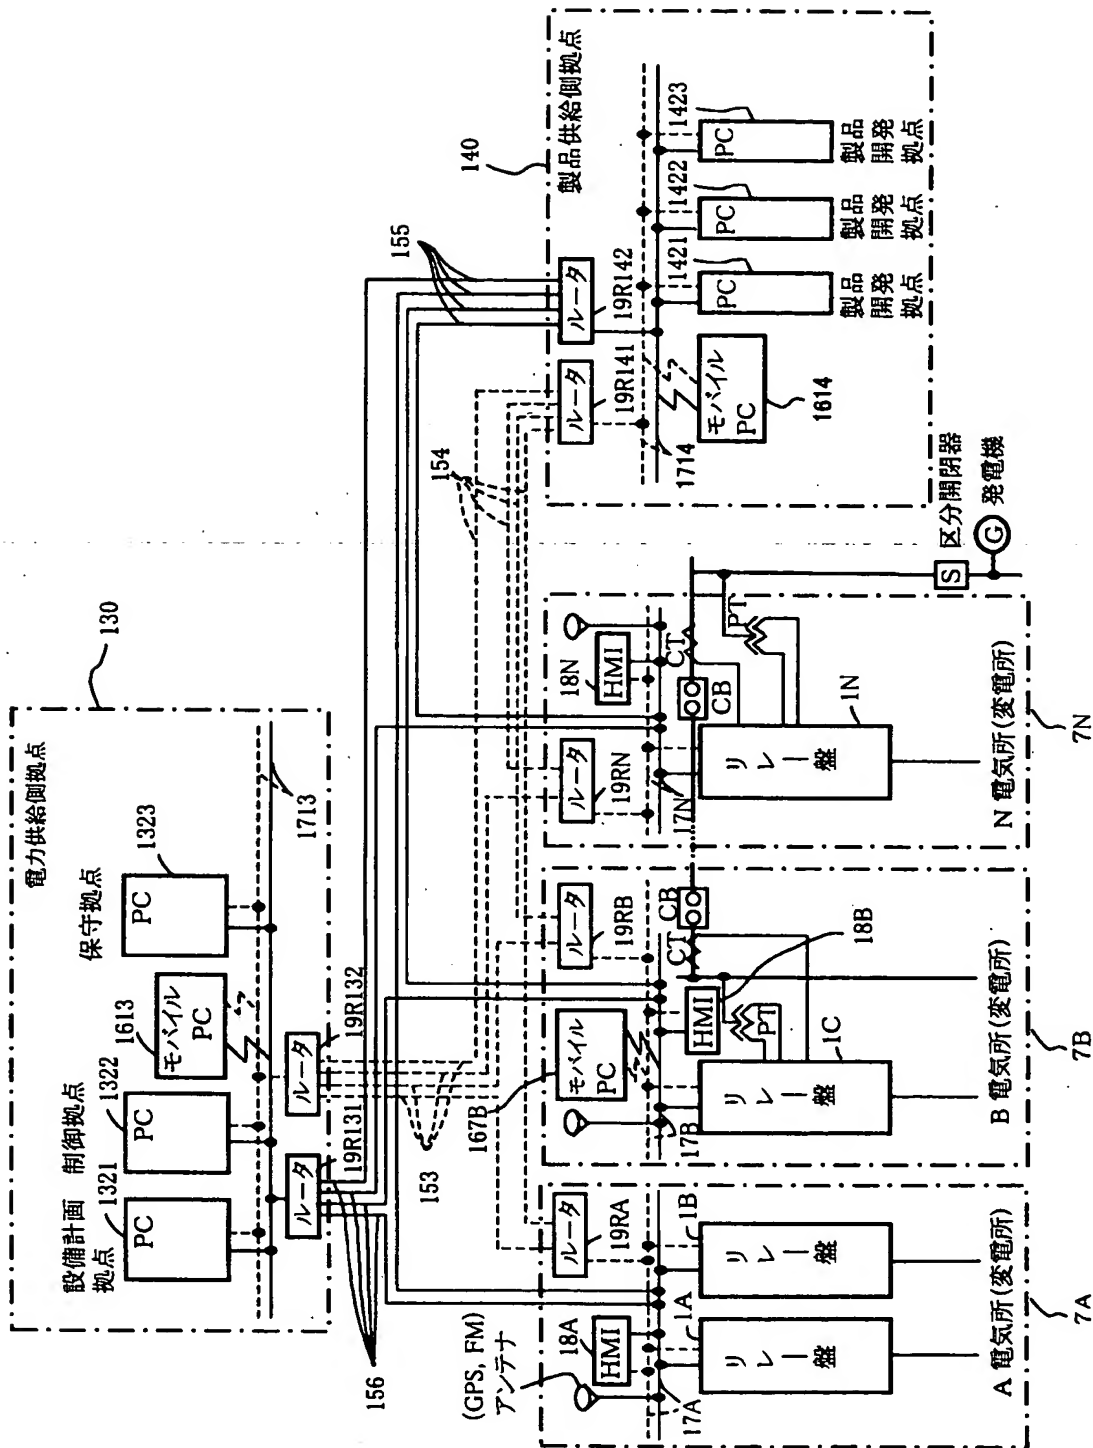 電力供給側拠点
130
設備計画
拠点
1321
PC
制御拠点
1322
PC
1613
モバイル
PC
保守拠点
1323
PC
1713
ルータ
19R131
ルータ
19R132
156
153
155
154
140
製品供給側拠点
ルータ
19R141
ルータ
19R142
1714
モバイル
PC
1614
1421
PC
製品
開発
拠点
1422
PC
製品
開発
拠点
1423
PC
製品
開発
拠点
(GPS, FM)
アンテナ
18A
HMI
ルータ
19RA
17A
1A
リレー盤
1B
リレー盤
A 電気所(変電所)
7A
167B
モバイル
PC
ルータ
19RB
17B
HMI
18B
CT
CB
PT
1C
リレー盤
B 電気所(変電所)
7B
ルータ
19RN
18N
HMI
17N
CB
CT
PT
1N
リレー盤
N 電気所(変電所)
7N
S
区分開閉器
G
発電機